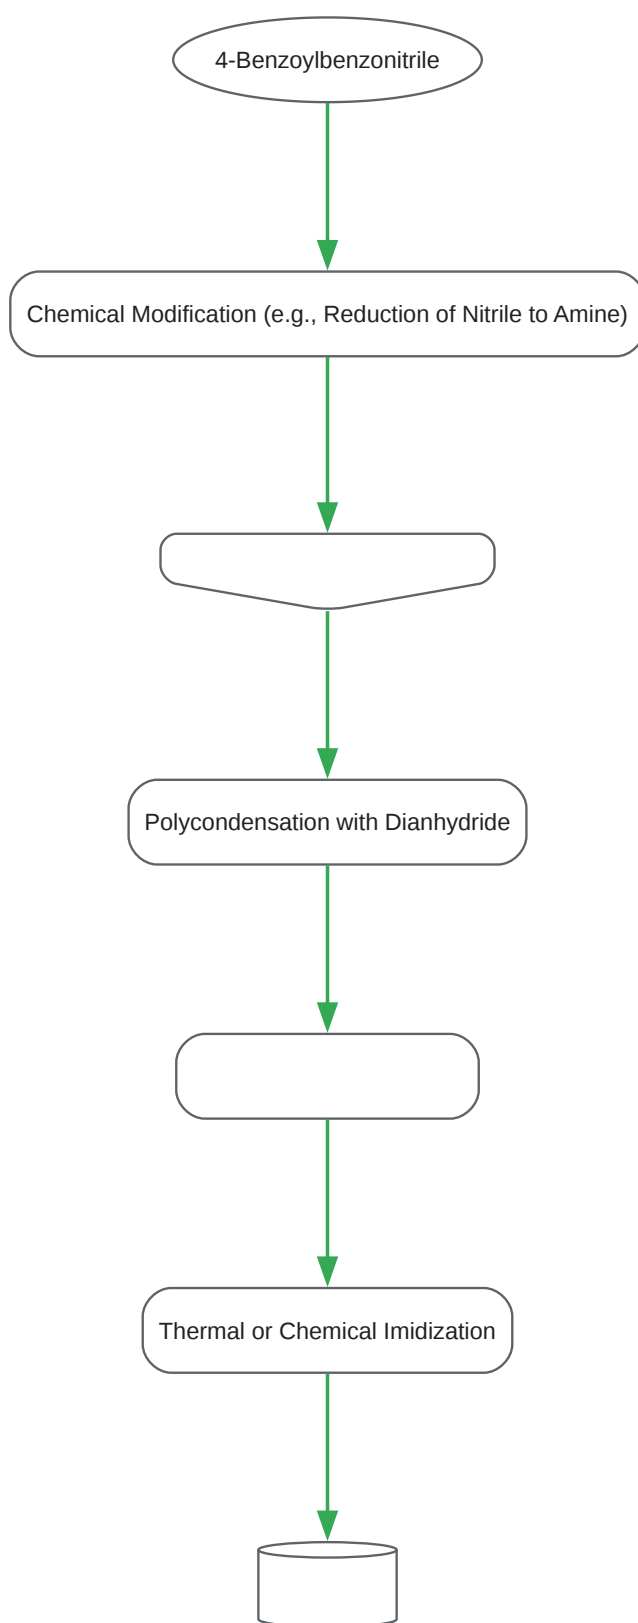 4-Benzoylbenzonitrile
Chemical Modification (e.g., Reduction of Nitrile to Amine)
Polycondensation with Dianhydride
Thermal or Chemical Imidization